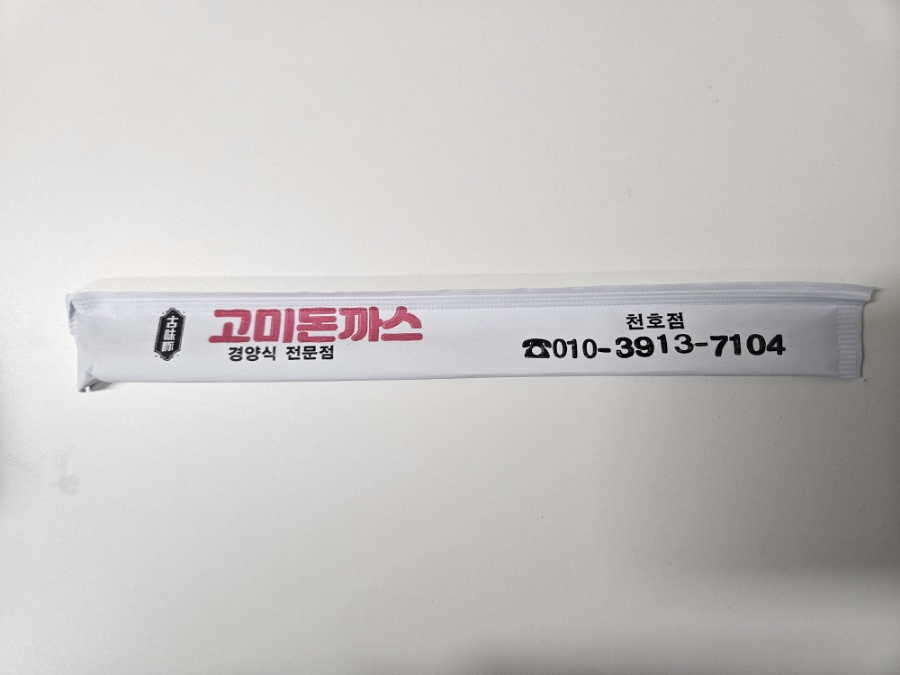 古味豚
고미돈까스
경양식 전문점
천호점
☎010-3913-7104